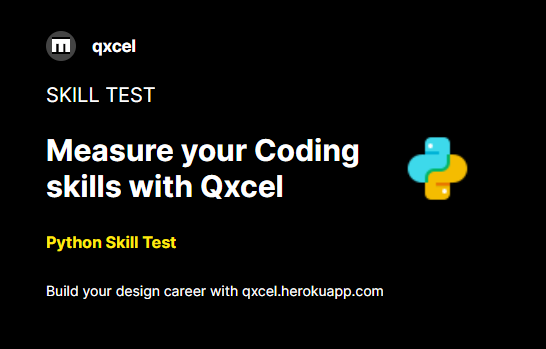 m qxcel
SKILL TEST
Measure your Coding
skills with Qxcel
Python Skill Test
Build your design career with qxcel.herokuapp.com